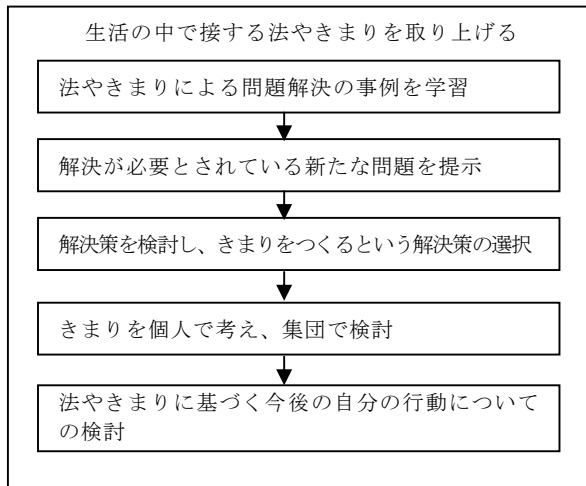 生活の中で接する法やきまりを取り上げる
法やきまりによる問題解決の事例を学習
解決が必要とされている新たな問題を提示
解決策を検討し、きまりをつくるという解決策の選択
きまりを個人で考え、集団で検討
法やきまりに基づく今後の自分の行動について
の検討